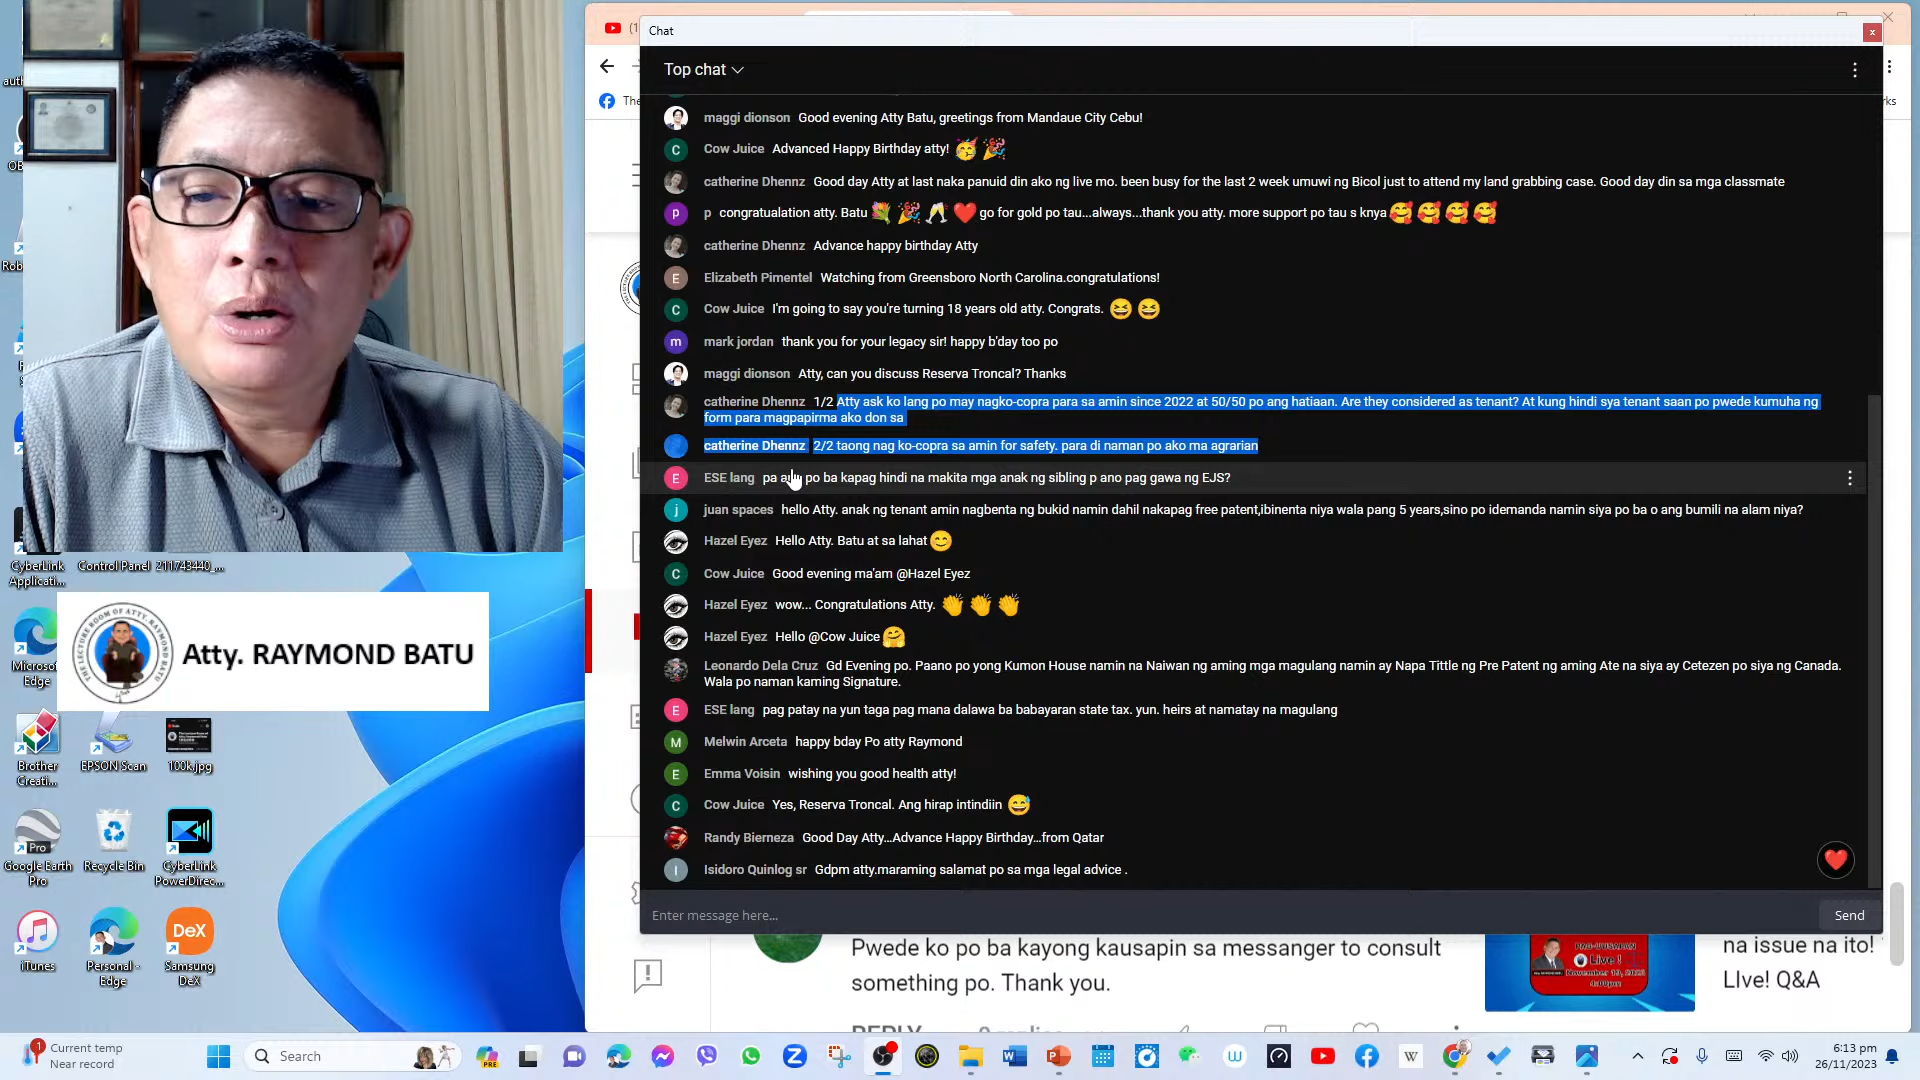 Chat
Top chat
maggi dionson Good evening Atty Batu, greetings from Mandaue City Cebu!
Cow Juice Advanced Happy Birthday atty!
catherine Dhennz Good day Atty at last naka panuid din ako ng live mo. been busy for the last 2 week umuwi ng Bicol just to attend my land grabbing case. Good day din sa mga classmate
p congratualation atty. Batu go for gold po tau...always...thank you atty. more support po tau s knya
catherine Dhennz Advance happy birthday Atty
Elizabeth Pimentel Watching from Greensboro North Carolina.congratulations!
Cow Juice I'm going to say you're turning 18 years old atty. Congrats.
mark jordan thank you for your legacy sir! happy b'day too po
maggi dionson Atty, can you discuss Reserva Troncal? Thanks
catherine Dhennz 1/2 Atty ask ko lang po may nagko-copra para sa amin since 2022 at 50/50 po ang hatiaan. Are they considered as tenant? At kung hindi sya tenant saan po pwede kumuha ng
form para magpapirma ako don sa
catherine Dhennz 2/2 taong nag ko-copra sa amin for safety. para di naman po ako ma agrarian
ESE lang pa po ba kapag hindi na makita mga anak ng sibling p ano pag gawa ng EJS?
juan spaces hello Atty. anak ng tenant amin nagbenta ng bukid namin dahil nakapag free patent,ibinenta niya wala pang 5 years,sino po idemanda namin siya po ba o ang bumili na alam niya?
Hazel Eyez Hello Atty. Batu at sa lahat
Cow Juice Good evening ma'am @Hazel Eyez
Hazel Eyez wow... Congratulations Atty.
Hazel Eyez Hello @Cow Juice
Leonardo Dela Cruz Gd Evening po. Paano po yong Kumon House namin na Naiwan ng aming mga magulang namin ay Napa Tittle ng Pre Patent ng aming Ate na siya ay Cetezen po siya ng Canada.
Wala po naman kaming Signature.
ESE lang pag patay na yun taga pag mana dalawa ba babayaran state tax. yun. heirs at namatay na magulang
Melwin Arceta happy bday Po atty Raymond
Emma Voisin wishing you good health atty!
Cow Juice Yes, Reserva Troncal. Ang hirap intindiin
Randy Bierneza Good Day Atty...Advance Happy Birthday...from Qatar
Isidoro Quinlog sr Gdpm atty.maraming salamat po sa mga legal advice .
Enter message here...
Send
Pwede ko po ba kayong kausapin sa messanger to consult
something po. Thank you.
REPLY
Live !
November 19, 2023
na issue na ito!
LIve! Q&A
THE LECTURE ROOM OF ATTY. RAYMOND BATU
Atty. RAYMOND BATU
CyberLink
Applicati...
Control Panel
211743440_...
Microsof
Edge
Brother
Creati...
EPSON Scan
100k.jpg
Google Earth
Pro
Recycle Bin
CyberLink
PowerDirec...
iTunes
Personal -
Edge
DeX
Samsung
DeX
1
Current temp
Near record
Search
6:13 pm
26/11/2023